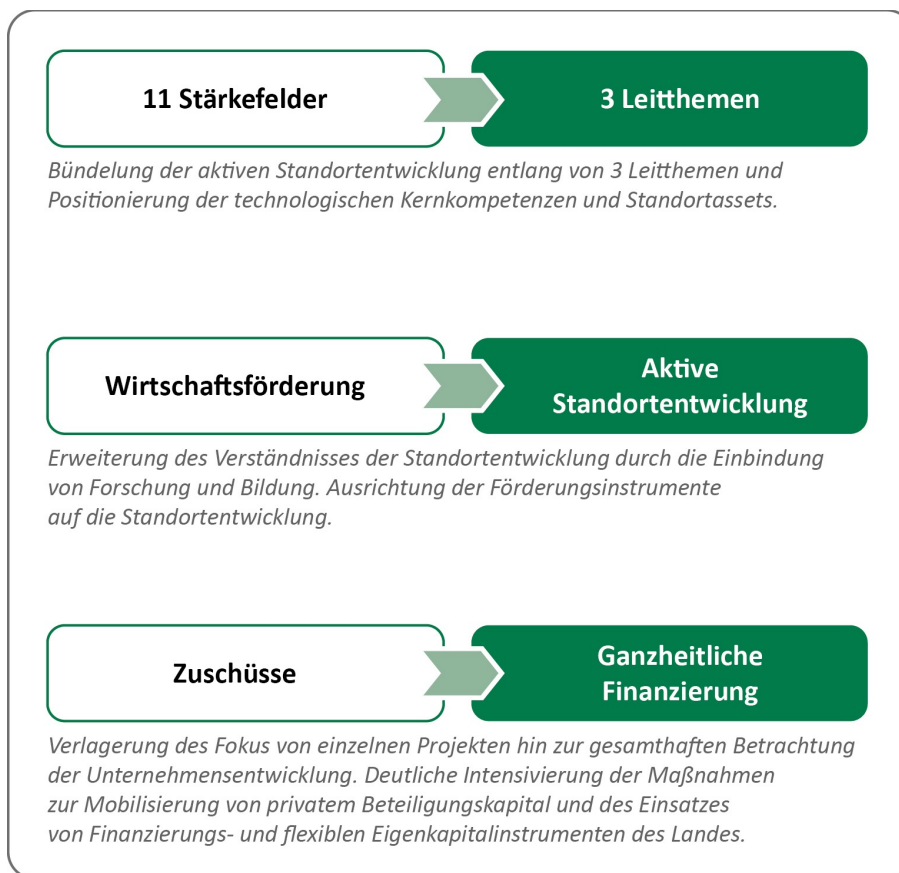 11 Stärkefelder
3 Leitthemen
Bündelung der aktiven Standortentwicklung entlang von 3 Leitthemen und
Positionierung der technologischen Kernkompetenzen und Standortassets.
Wirtschaftsförderung
Aktive
Standortentwicklung
Erweiterung des Verständnisses der Standortentwicklung durch die Einbindung
von Forschung und Bildung. Ausrichtung der Förderungsinstrumente
auf die Standortentwicklung.
Zuschüsse
Ganzheitliche
Finanzierung
Verlagerung des Fokus von einzelnen Projekten hin zur gesamthaften Betrachtung
der Unternehmensentwicklung. Deutliche Intensivierung der Maßnahmen
zur Mobilisierung von privatem Beteiligungskapital und des Einsatzes
von Finanzierungs- und flexiblen Eigenkapitalinstrumenten des Landes.